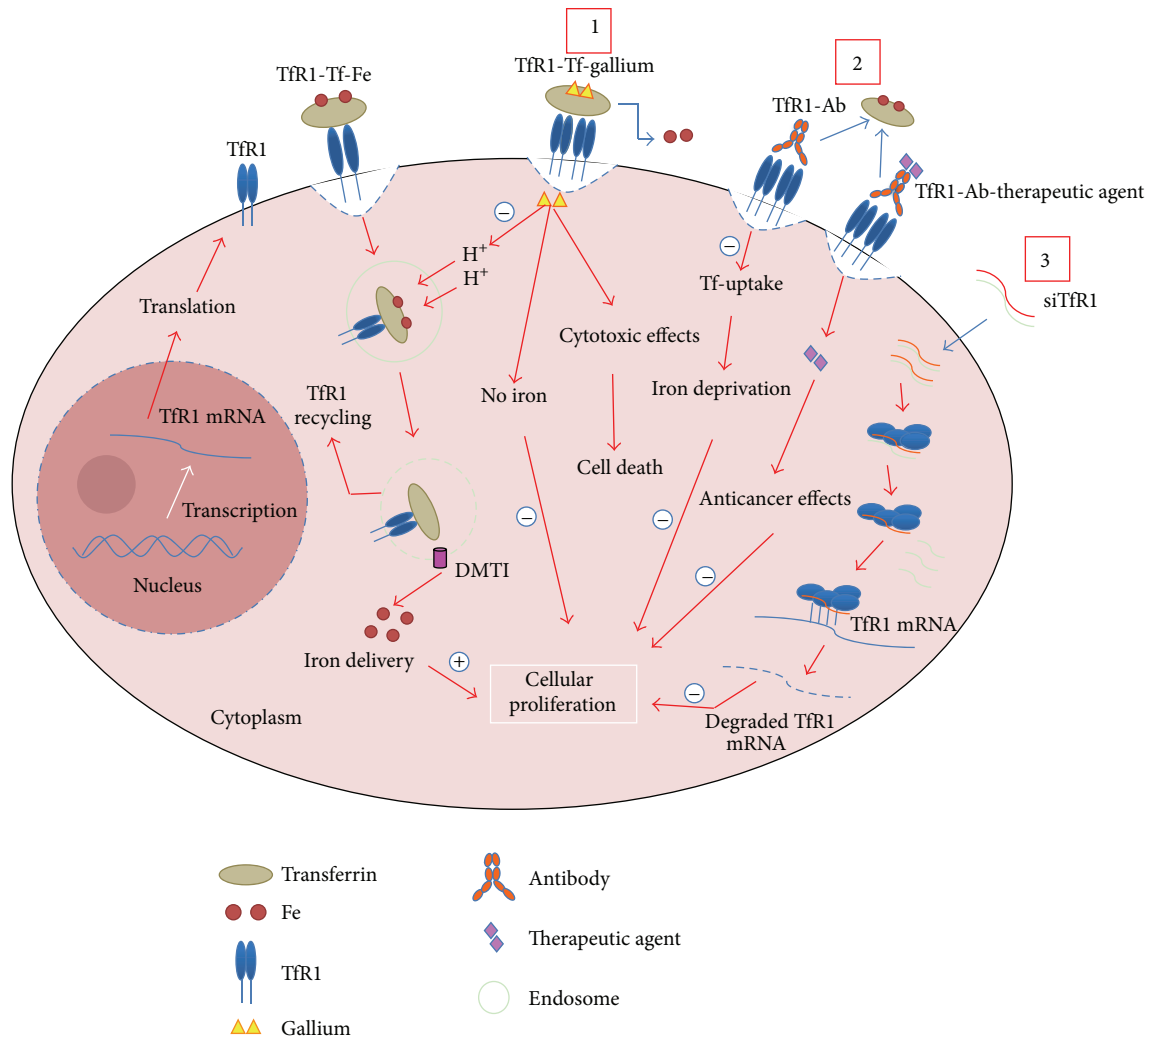 1
TfR1-Tf-gallium
TfR1-Tf-Fe
2
TfR1-Ab
TfR1
TfR1-Ab-therapeutic agent
3
siTfR1
−
H+
H+
−
Tf-uptake
Translation
Cytotoxic effects
No iron
Iron deprivation
TfR1
recycling
TfR1 mRNA
Cell death
Anticancer effects
Transcription
−
−
Nucleus
DMTI
−
TfR1 mRNA
Iron delivery
+
Cellular
proliferation
−
Cytoplasm
Degraded TfR1
mRNA
Transferrin
Fe
TfR1
Gallium
Antibody
Therapeutic agent
Endosome